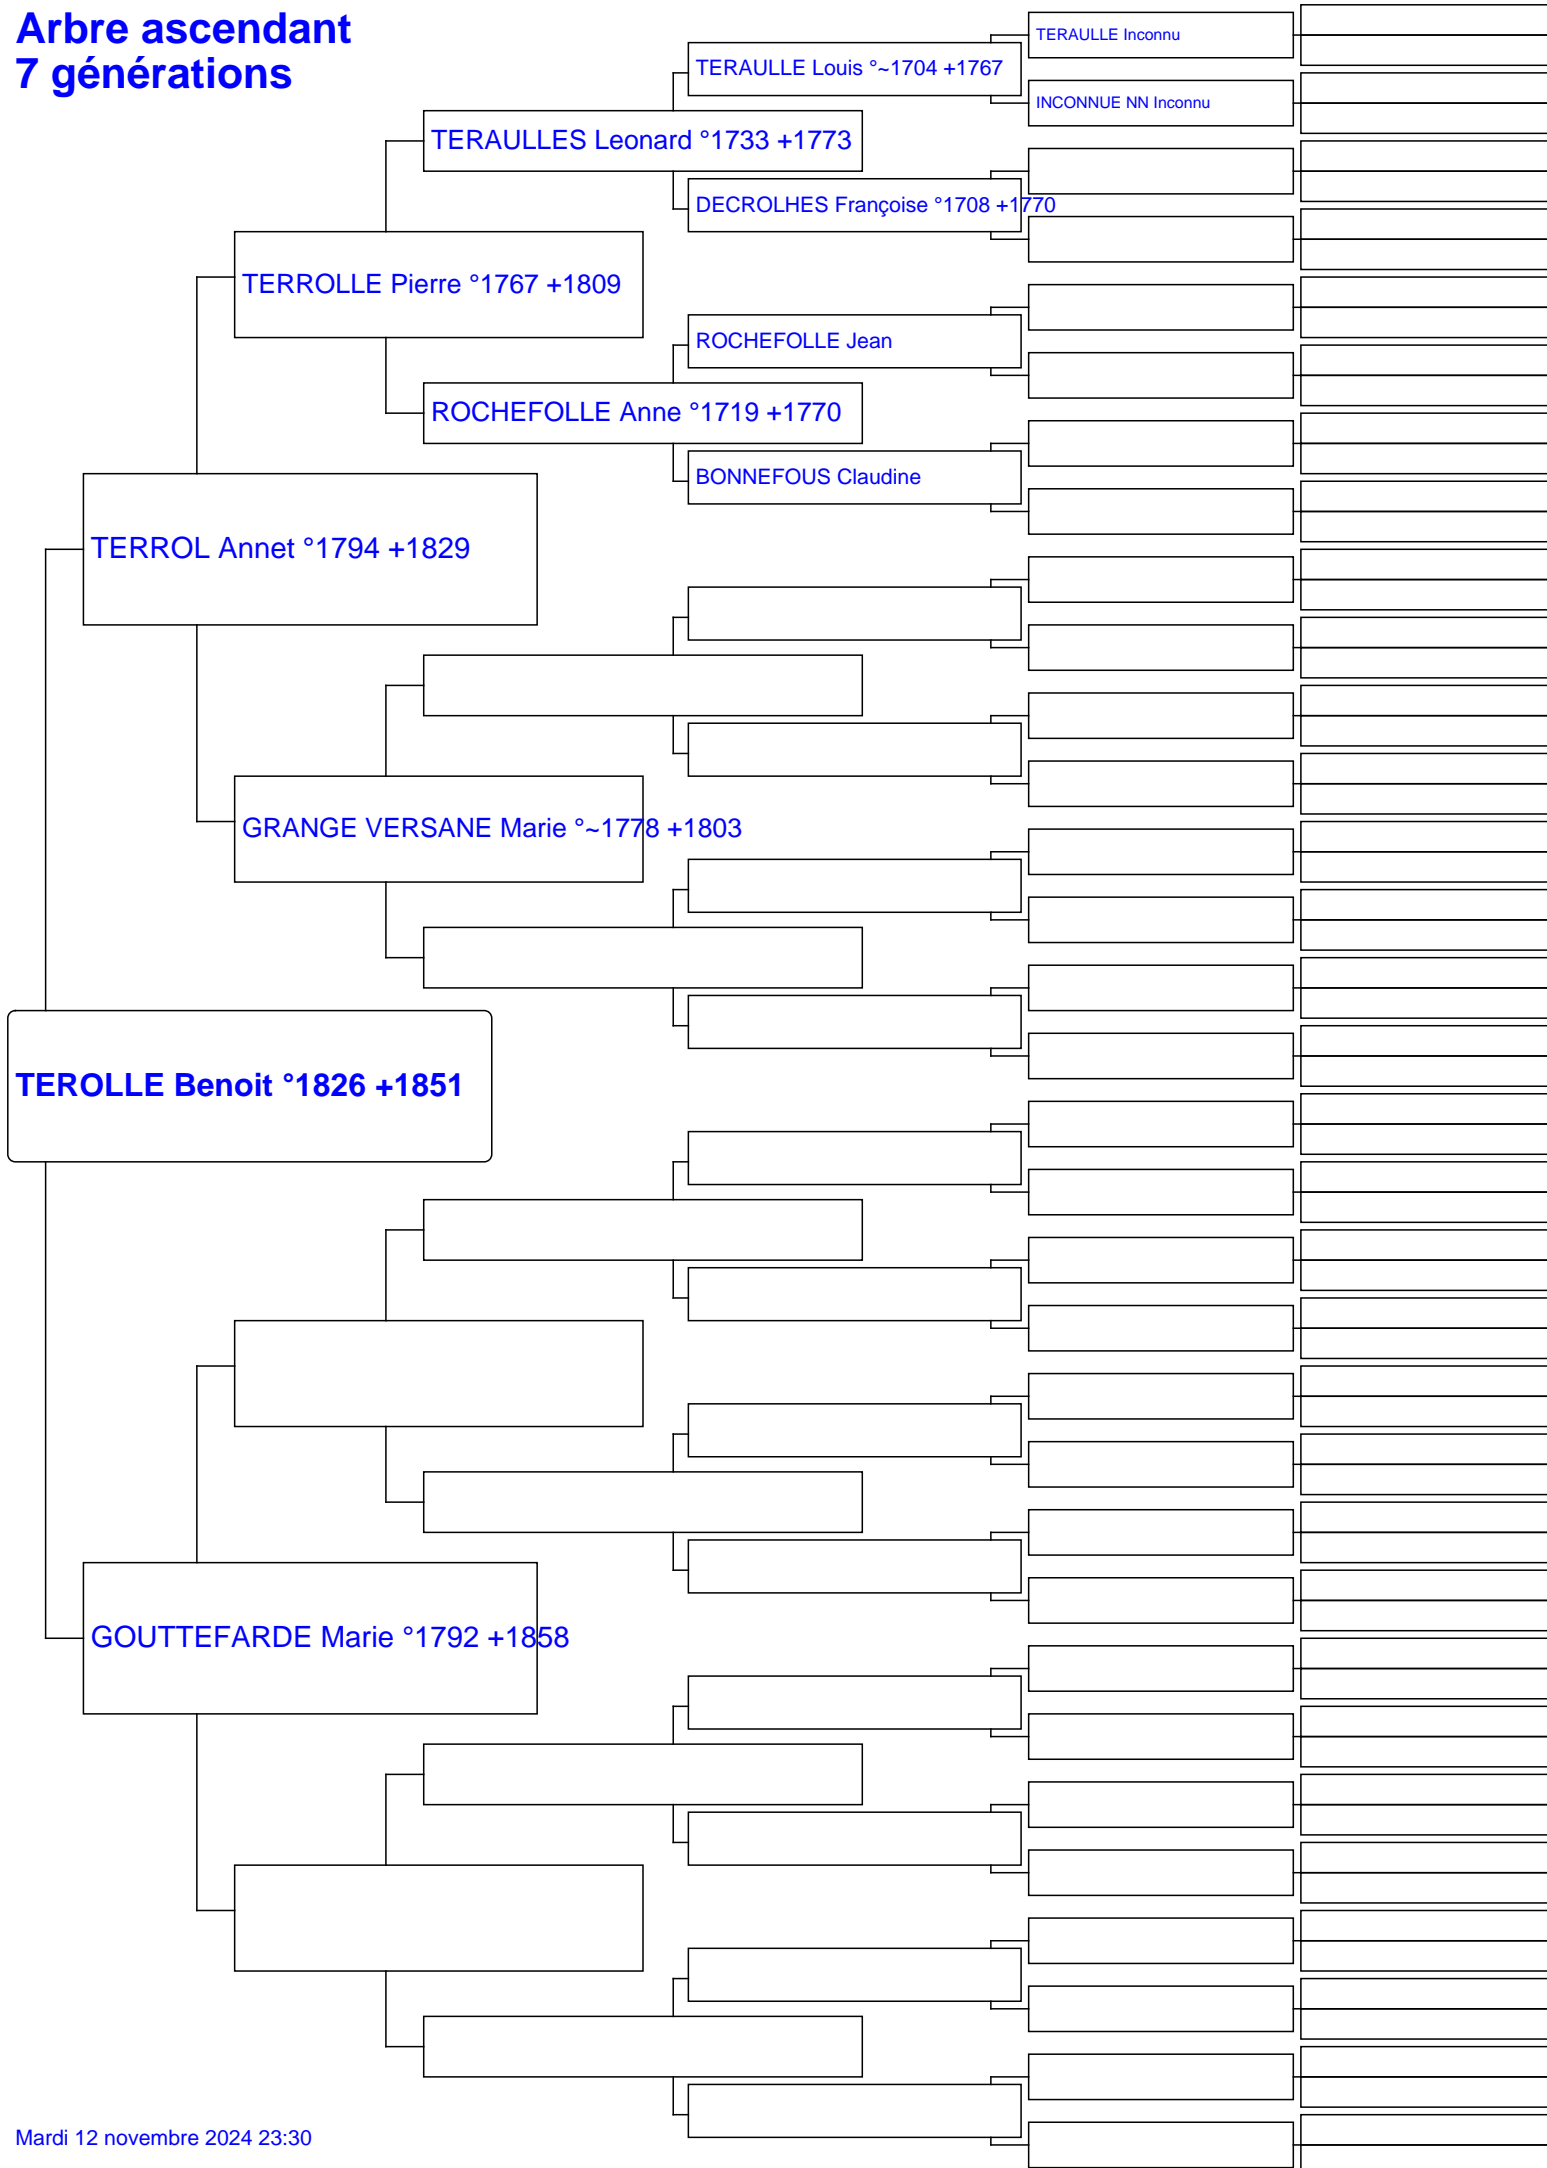 Arbre ascendant
7 générations
TERAULLE Inconnu
TERAULLE Louis °~1704 +1767
INCONNUE NN Inconnu
TERAULLES Leonard °1733 +1773
DECROLHES Françoise °1708 +1770
TERROLLE Pierre °1767 +1809
ROCHEFOLLE Jean
ROCHEFOLLE Anne °1719 +1770
BONNEFOUS Claudine
TERROL Annet °1794 +1829
GRANGE VERSANE Marie °~1778 +1803
TEROLLE Benoit °1826 +1851
GOUTTEFARDE Marie °1792 +1858
Mardi 12 novembre 2024 23:30